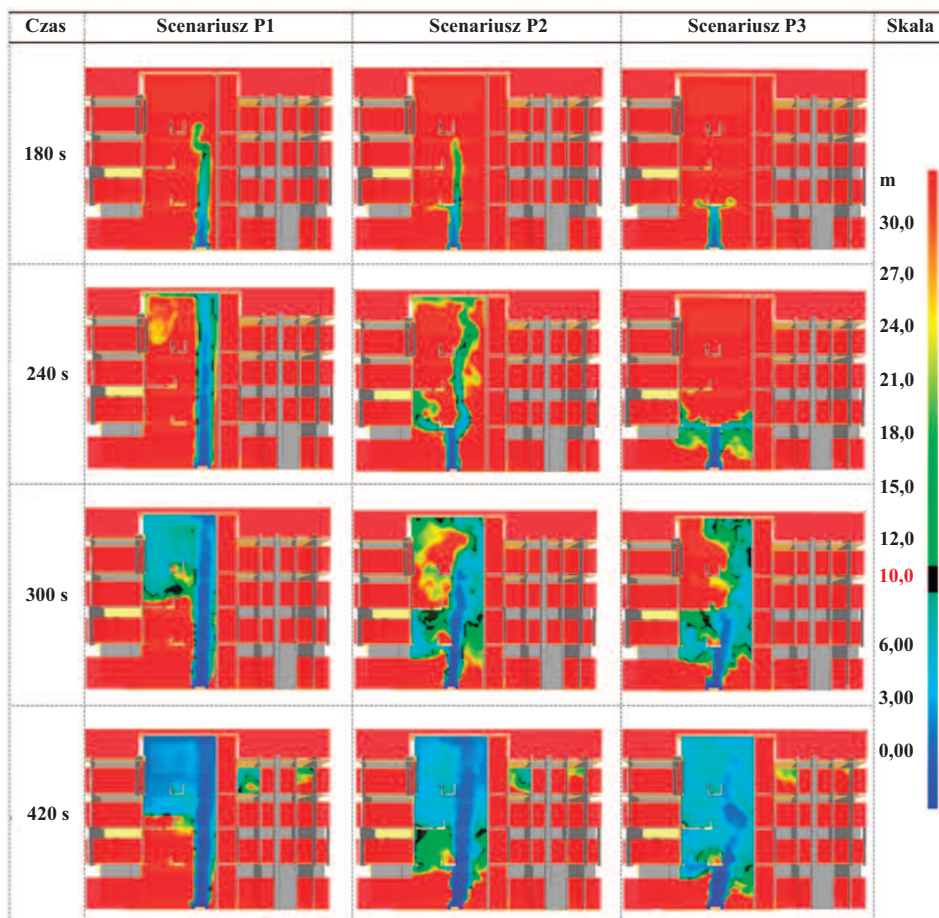 Czas Scenariusz P1 Scenariusz P2 Scenariusz P3 Skala
180 s
240 s
300 s
420 s
m
30,0
27,0
24,0
21,0
18,0
15,0
12,0
10,0
6,00
3,00
0,00